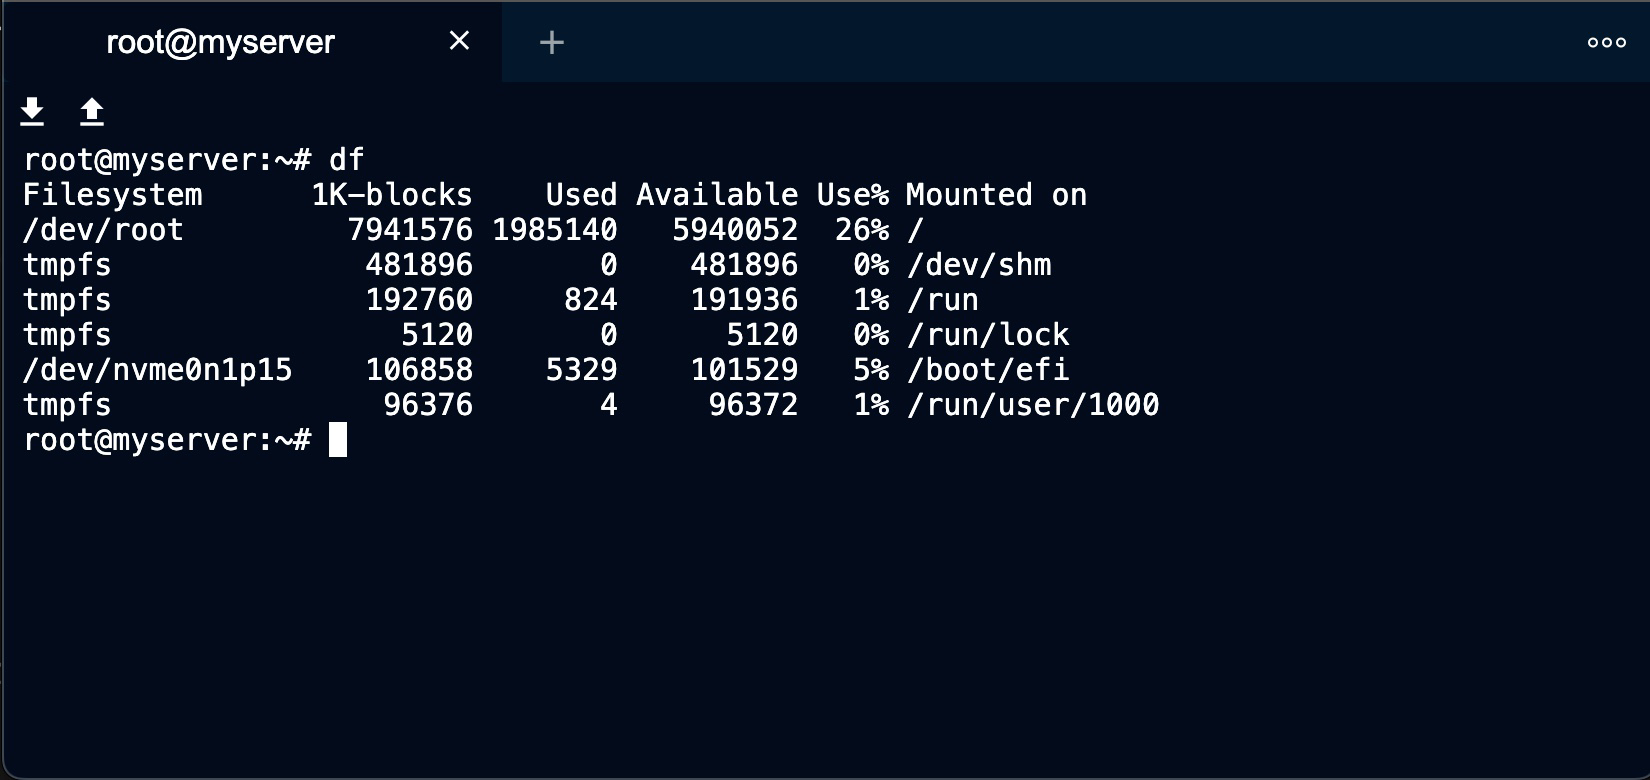 root@myserver
root@myserver:~# df
Filesystem      1K-blocks    Used Available Use% Mounted on
/dev/root         7941576 1985140   5940052  26% /
tmpfs              481896       0    481896   0% /dev/shm
tmpfs              192760     824    191936   1% /run
tmpfs                5120       0      5120   0% /run/lock
/dev/nvme0n1p15    106858    5329    101529   5% /boot/efi
tmpfs               96376       4     96372   1% /run/user/1000
root@myserver:~#